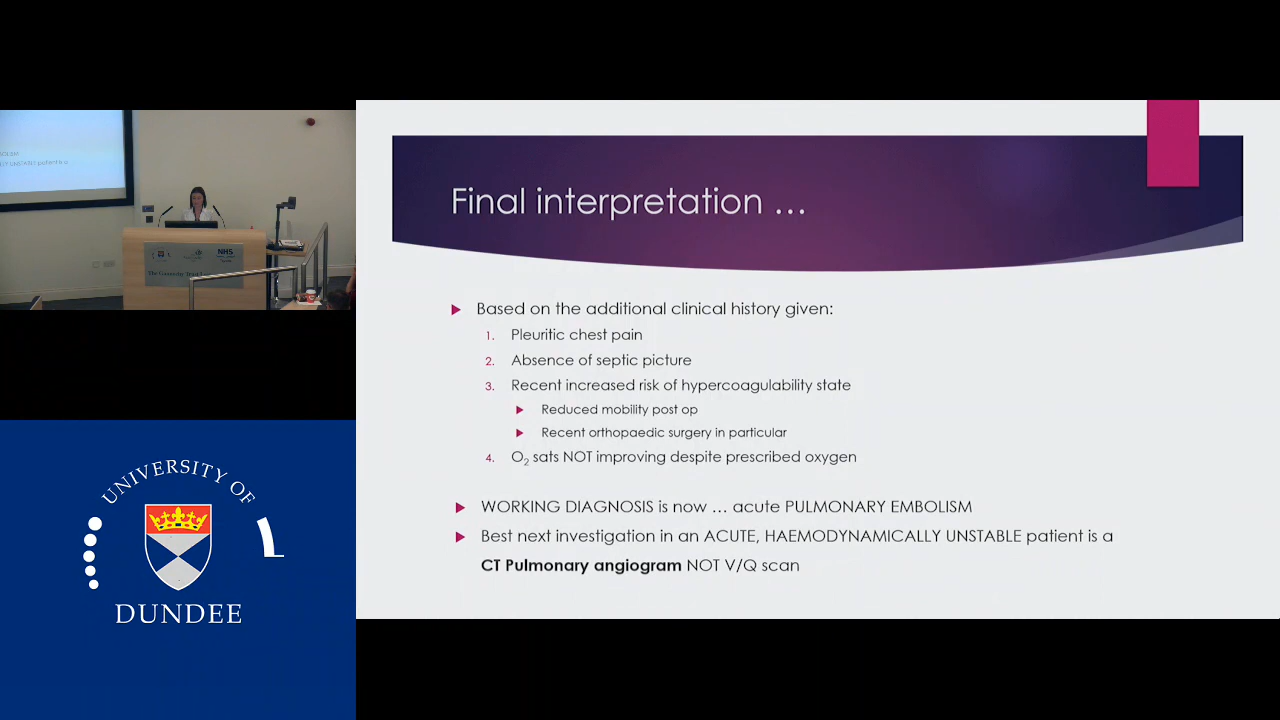 Final interpretation ...
Based on the additional clinical history given:
1. Pleuritic chest pain
2. Absence of septic picture
3. Recent increased risk of hypercoagulability state
Reduced mobility post op
Recent orthopaedic surgery in particular
4. O₂ sats NOT improving despite prescribed oxygen
WORKING DIAGNOSIS is now ... acute PULMONARY EMBOLISM
Best next investigation in an ACUTE, HAEMODYNAMICALLY UNSTABLE patient is a
CT Pulmonary angiogram NOT V/Q scan
NHS
UNIVERSITY OF
DUNDEE